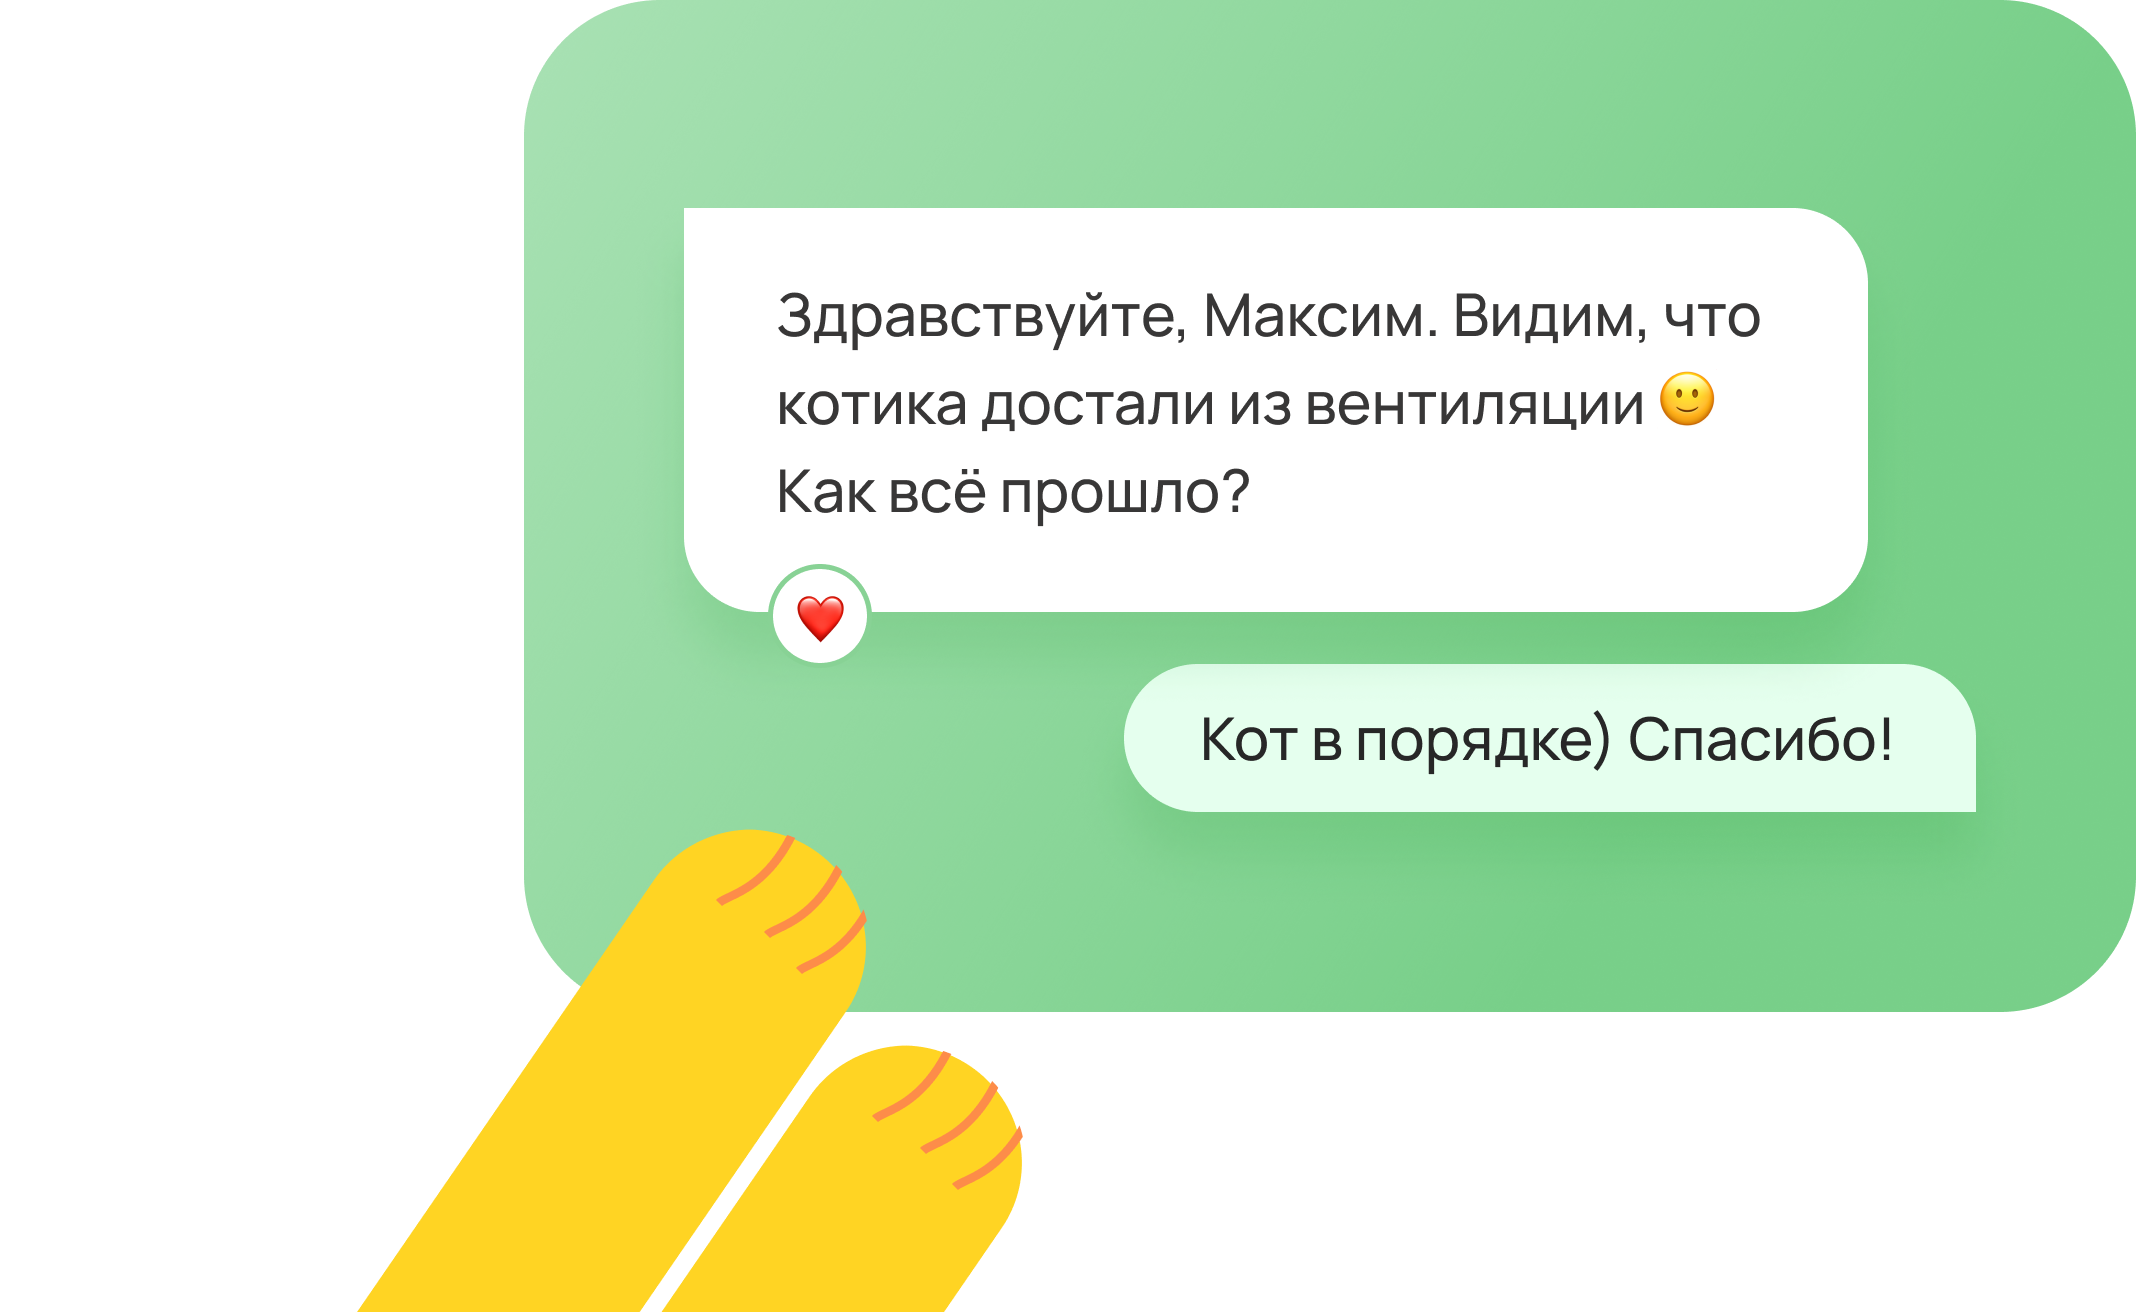 Здравствуйте, Максим. Видим, что
котика достали из вентиляции 🙂
Как всё прошло?
Кот в порядке) Спасибо!